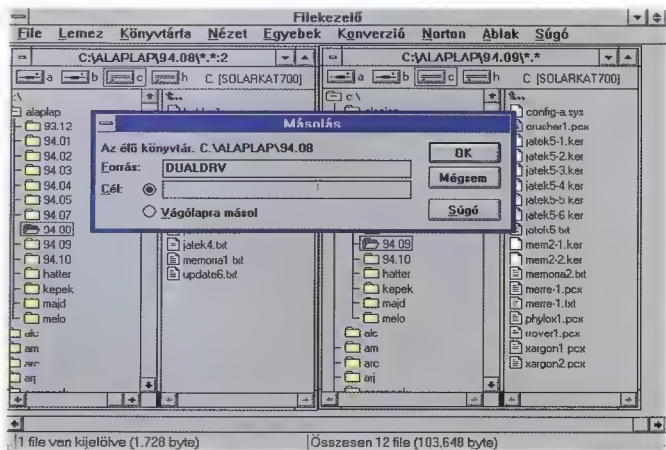 Filekezelő
File Lemez Könyvtárfa Nézet Egyebek Konverzió Norton Ablak Súgó
C:\ALAPLAP\94.08\*.*:2
a b c h C: [SOLARKAT700]
c:\
alaplap
93.12
94.01
94.02
94.03
94.04
94.05
94.07
94 09
94.10
hatter
kepek
majd
melo
alc
am
arc
arj
jatek4.txt
memoria1 txt
update6.txt
C:\ALAPLAP\94.09\*.*
a b c h C. [SOLARKAT700]
c \
94 09
94.10
hatter
kepek
majd
melo
alc
am
arc
arj
config-a.sys
crusher1.pcx
jatek5-1.ker
jatek5-2.ker
jatek5-3.ker
jatek5-4 ker
jatek5-5 ker
jatek5-6 ker
jatek5 txt
mem2-1.ker
mem2-2.ker
memoria2.txt
merre-1.pcx
merre-1.txt
phylox1.pcx
rrover1.pcx
xargon1 pcx
xargon2 pcx
Másolás
Az élő könyvtár. C.\ALAPLAP\94.08
Forrás: DUALDRV
Cél:
Vágólapra másol
OK
Mégsem
Súgó
1 file van kijelölve (1.728 byte)
Összesen 12 file (103,648 byte)